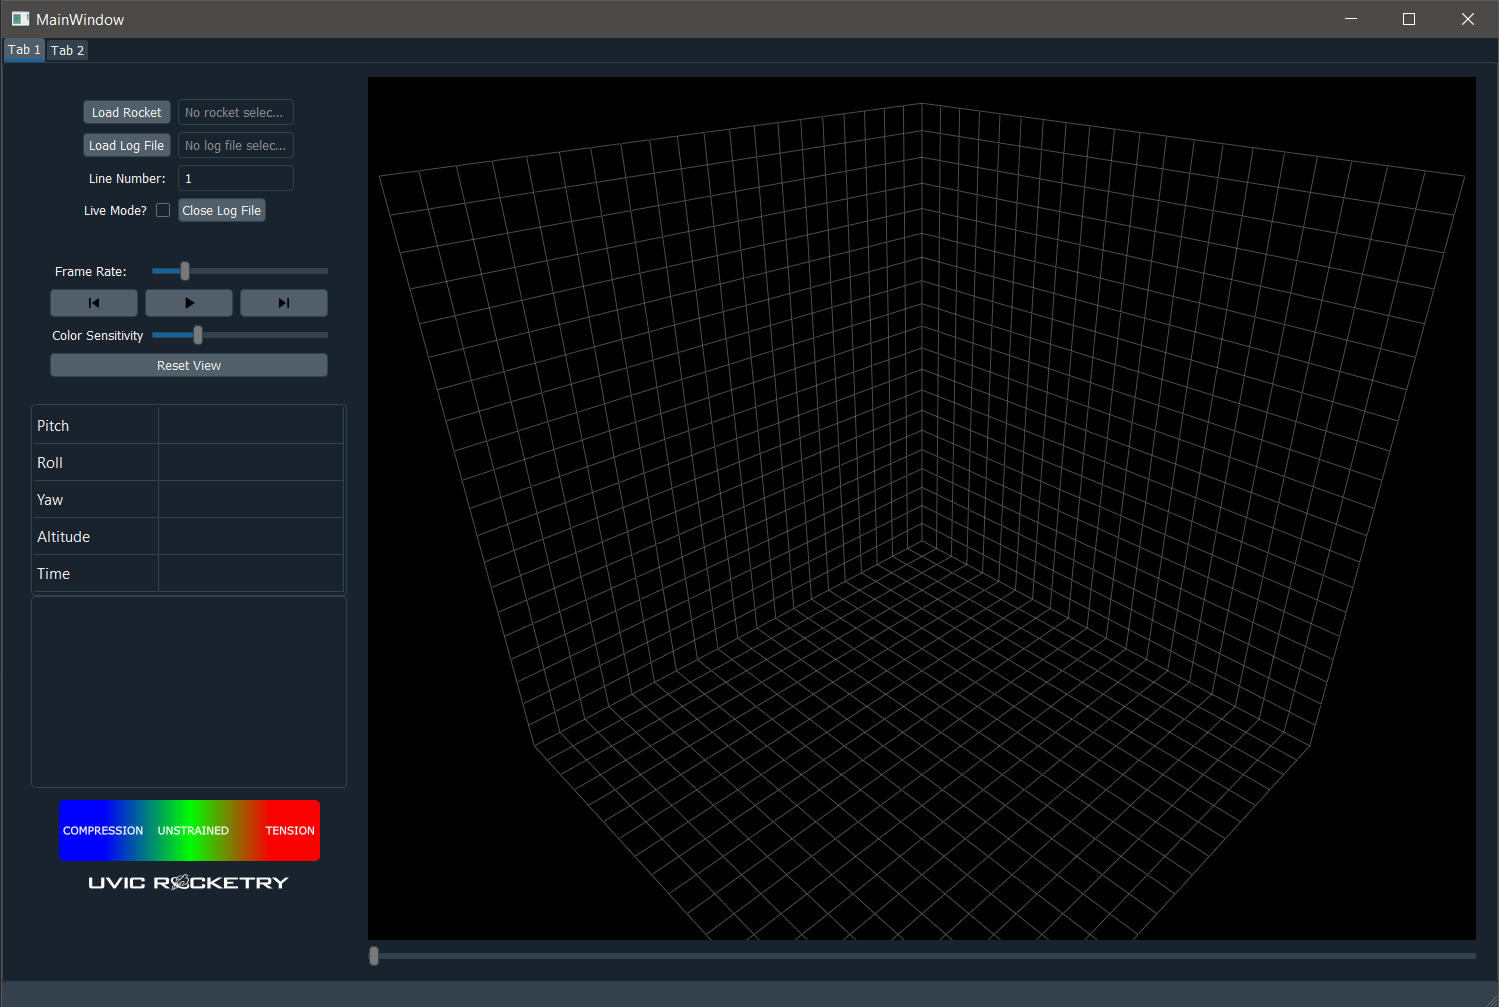 MainWindow
Tab 1 Tab 2
Load Rocket No rocket selec...
Load Log File No log file selec...
Line Number: 1
Live Mode? Close Log File
Frame Rate:
Color Sensitivity
Reset View
Pitch
Roll
Yaw
Altitude
Time
COMPRESSION UNSTRAINED TENSION
UVIC ROCKETRY